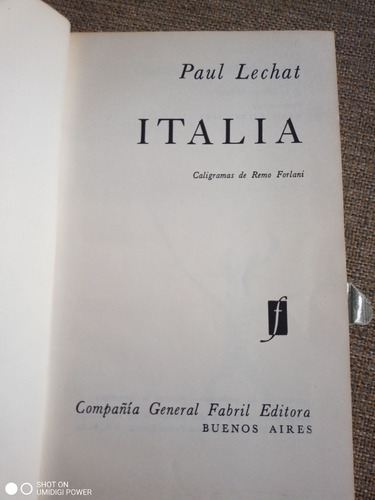 Paul Lechat
ITALIA
Caligramas de Remo Forlani
f
Compañía General Fabril Editora
BUENOS AIRES
SHOT ON
UMIDIGI POWER